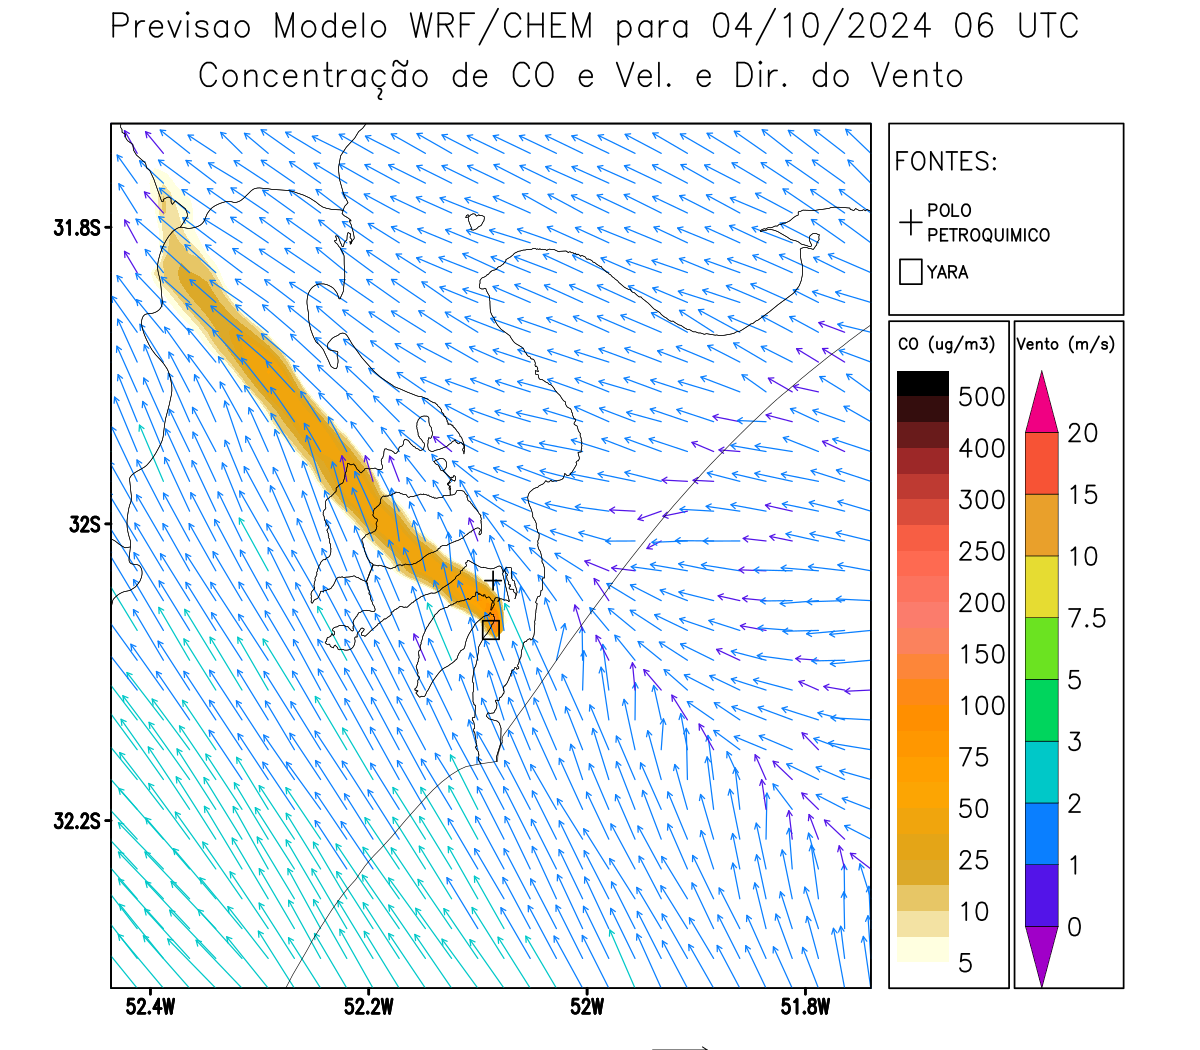 Previsao Modelo WRF/CHEM para 04/10/2024 06 UTC
Concentração de CO e Vel. e Dir. do Vento
FONTES:
POLO
PETROQUIMICO
YARA
CO (ug/m3)
500
400
300
250
200
150
100
75
50
25
10
5
Vento (m/s)
20
15
10
7.5
5
3
2
1
0
31.8S
32S
32.2S
52.4W
52.2W
52W
51.8W